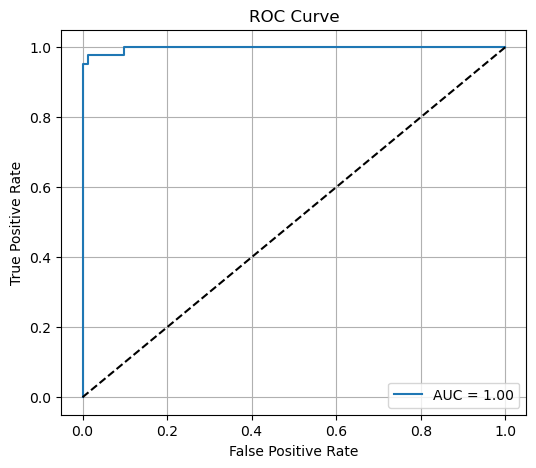 ROC Curve
True Positive Rate
1.0
0.8
0.6
0.4
0.2
0.0
AUC = 1.00
0.0 0.2 0.4 0.6 0.8 1.0
False Positive Rate